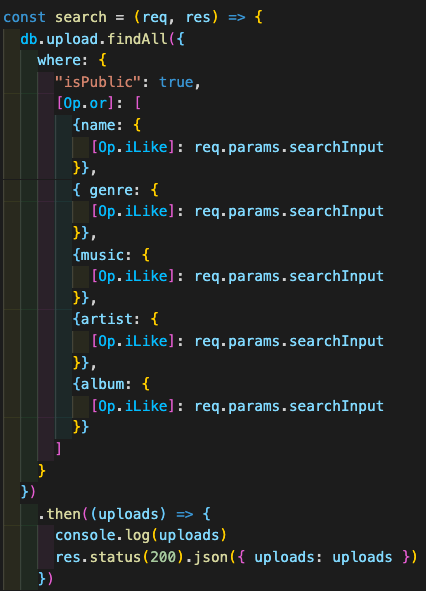 const search = (req, res) => {
  db.upload.findAll({
    where: {
      "isPublic": true,
      [Op.or]: [
        {name: {
          [Op.iLike]: req.params.searchInput
        }},
        { genre: {
          [Op.iLike]: req.params.searchInput
        }},
        {music: {
          [Op.iLike]: req.params.searchInput
        }},
        {artist: {
          [Op.iLike]: req.params.searchInput
        }},
        {album: {
          [Op.iLike]: req.params.searchInput
        }}
      ]
    }
  })
    .then((uploads) => {
      console.log(uploads)
      res.status(200).json({ uploads: uploads })
    })